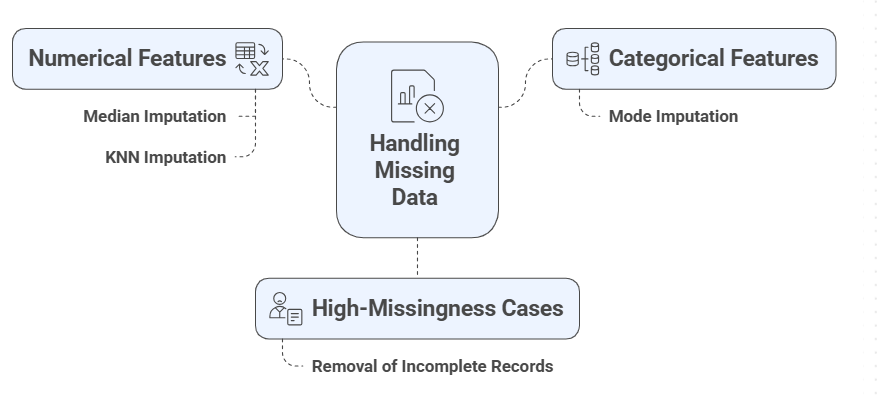 Numerical Features
Median Imputation
KNN Imputation
Handling
Missing
Data
Categorical Features
Mode Imputation
High-Missingness Cases
Removal of Incomplete Records